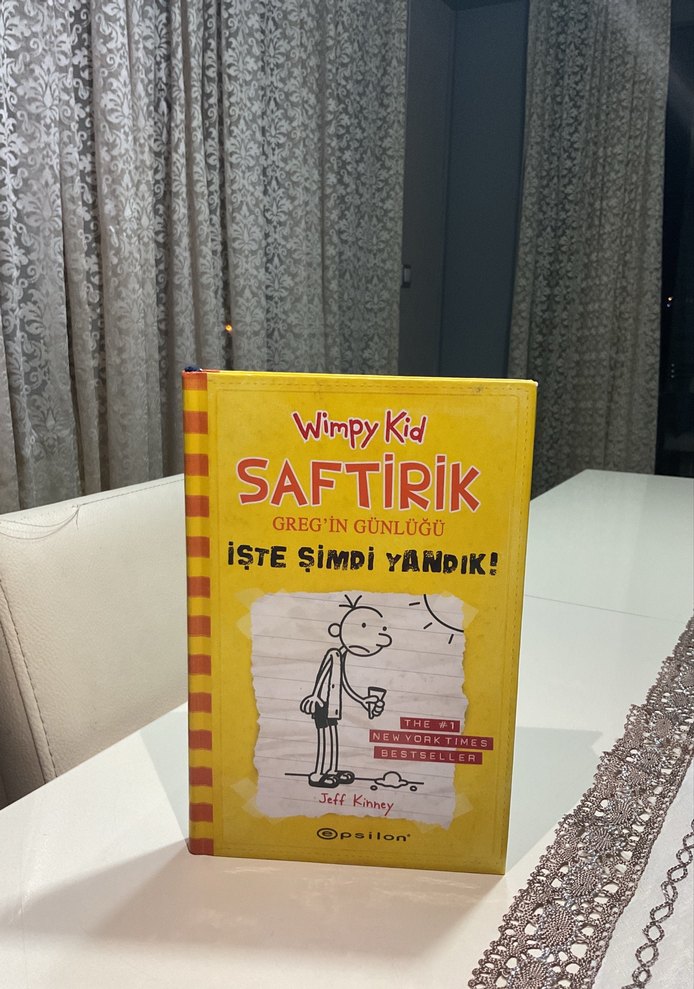 Wimpy Kid
SAFTİRİK
GREG'İN GÜNLÜĞÜ
İŞTE ŞİMDİ YANDIK!
THE #1
NEW YORK TIMES
BESTSELLER
Jeff Kinney
epsilon®